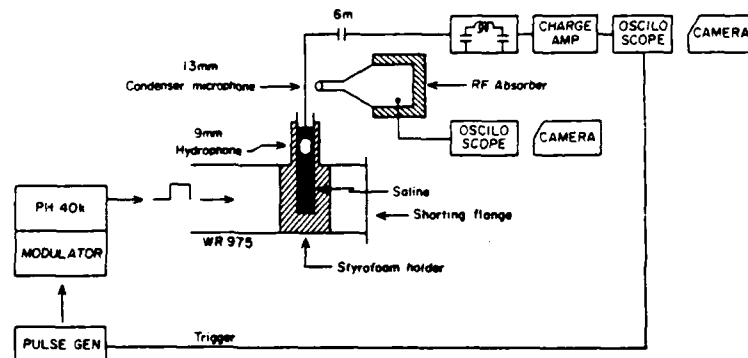 6m
CHARGE
AMP
OSCILO
SCOPE
CAMERA
13mm
Condenser microphone
RF Absorber
OSCILO
SCOPE
CAMERA
9mm
Hydrophone
Saline
Shorting flange
PH 40k
MODULATOR
WR 975
Styrofoam holder
PULSE GEN
Trigger